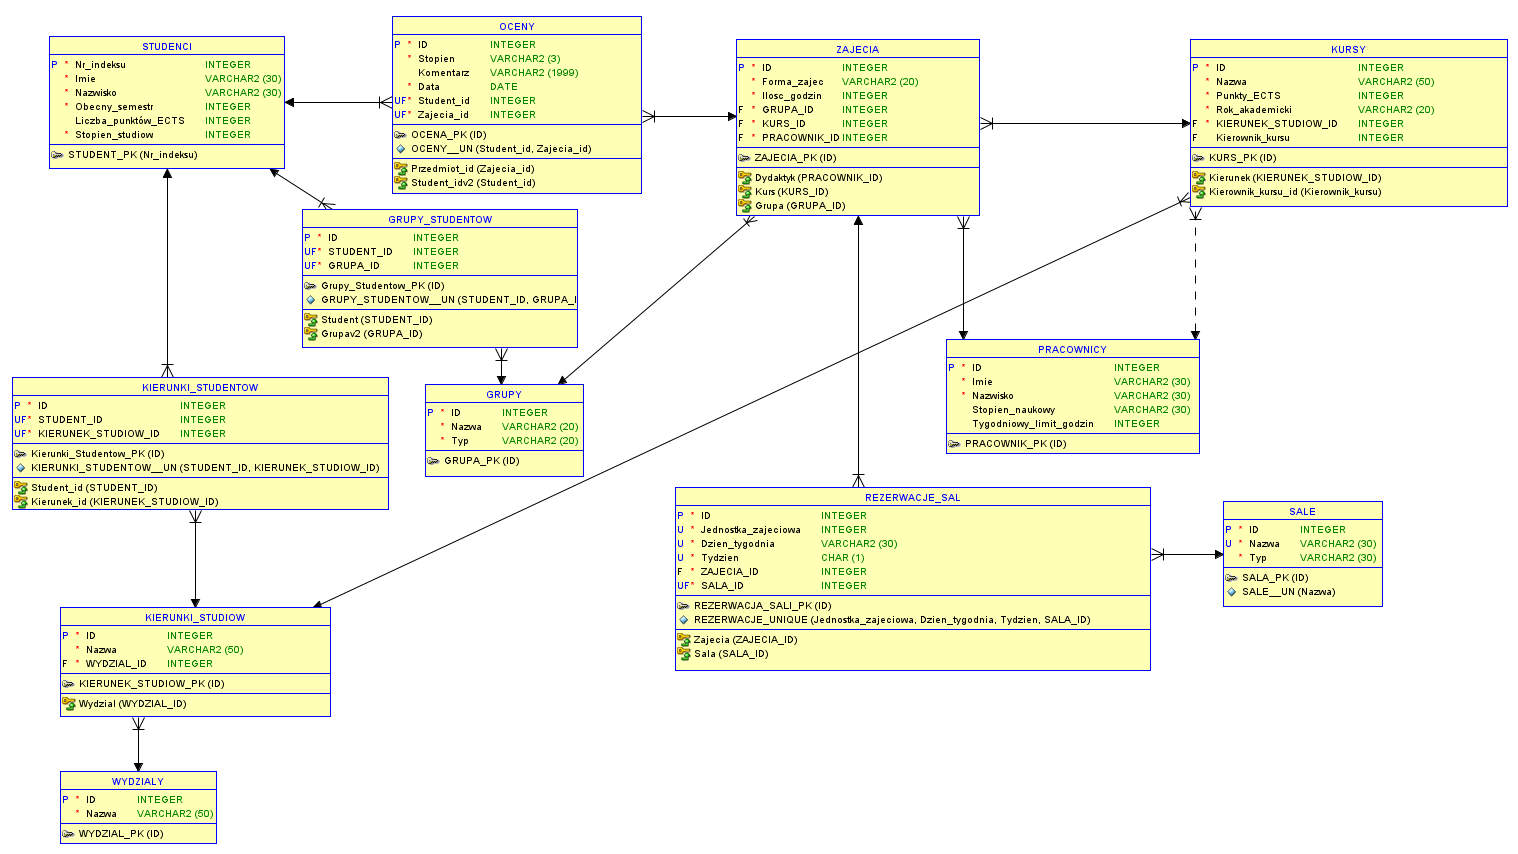 STUDENCI
P * Nr_indeksu INTEGER
* Imie VARCHAR2 (30)
* Nazwisko VARCHAR2 (30)
* Obecny_semestr INTEGER
Liczba_punktów_ECTS INTEGER
* Stopien_studiow INTEGER
STUDENT_PK (Nr_indeksu)
OCENY
P * ID INTEGER
* Stopien VARCHAR2 (3)
Komentarz VARCHAR2 (1999)
* Data DATE
UF* Student_id INTEGER
UF* Zajecia_id INTEGER
OCENA_PK (ID)
OCENY__UN (Student_id, Zajecia_id)
Przedmiot_id (Zajecia_id)
Student_idv2 (Student_id)
ZAJECIA
P * ID INTEGER
* Forma_zajec VARCHAR2 (20)
* Ilosc_godzin INTEGER
F * GRUPA_ID INTEGER
F * KURS_ID INTEGER
F * PRACOWNIK_ID INTEGER
ZAJECIA_PK (ID)
Dydaktyk (PRACOWNIK_ID)
Kurs (KURS_ID)
Grupa (GRUPA_ID)
KURSY
P * ID INTEGER
* Nazwa VARCHAR2 (50)
* Punkty_ECTS INTEGER
* Rok_akademicki VARCHAR2 (20)
F * KIERUNEK_STUDIOW_ID INTEGER
F Kierownik_kursu INTEGER
KURS_PK (ID)
Kierunek (KIERUNEK_STUDIOW_ID)
Kierownik_kursu_id (Kierownik_kursu)
GRUPY_STUDENTOW
P * ID INTEGER
UF* STUDENT_ID INTEGER
UF* GRUPA_ID INTEGER
Grupy_Studentow_PK (ID)
GRUPY_STUDENTOW__UN (STUDENT_ID, GRUPA_I
Student (STUDENT_ID)
Grupav2 (GRUPA_ID)
KIERUNKI_STUDENTOW
P * ID INTEGER
UF* STUDENT_ID INTEGER
UF* KIERUNEK_STUDIOW_ID INTEGER
Kierunki_Studentow_PK (ID)
KIERUNKI_STUDENTOW__UN (STUDENT_ID, KIERUNEK_STUDIOW_ID)
Student_id (STUDENT_ID)
Kierunek_id (KIERUNEK_STUDIOW_ID)
GRUPY
P * ID INTEGER
* Nazwa VARCHAR2 (20)
* Typ VARCHAR2 (20)
GRUPA_PK (ID)
PRACOWNICY
P * ID INTEGER
* Imie VARCHAR2 (30)
* Nazwisko VARCHAR2 (30)
Stopien_naukowy VARCHAR2 (30)
Tygodniowy_limit_godzin INTEGER
PRACOWNIK_PK (ID)
REZERWACJE_SAL
P * ID INTEGER
U * Jednostka_zajeciowa INTEGER
U * Dzien_tygodnia VARCHAR2 (30)
U * Tydzien CHAR (1)
F * ZAJECIA_ID INTEGER
UF* SALA_ID INTEGER
REZERWACJA_SALI_PK (ID)
REZERWACJE_UNIQUE (Jednostka_zajeciowa, Dzien_tygodnia, Tydzien, SALA_ID)
Zajecia (ZAJECIA_ID)
Sala (SALA_ID)
SALE
P * ID INTEGER
U * Nazwa VARCHAR2 (30)
* Typ VARCHAR2 (30)
SALA_PK (ID)
SALE__UN (Nazwa)
KIERUNKI_STUDIOW
P * ID INTEGER
* Nazwa VARCHAR2 (50)
F * WYDZIAL_ID INTEGER
KIERUNEK_STUDIOW_PK (ID)
Wydzial (WYDZIAL_ID)
WYDZIALY
P * ID INTEGER
* Nazwa VARCHAR2 (50)
WYDZIAL_PK (ID)